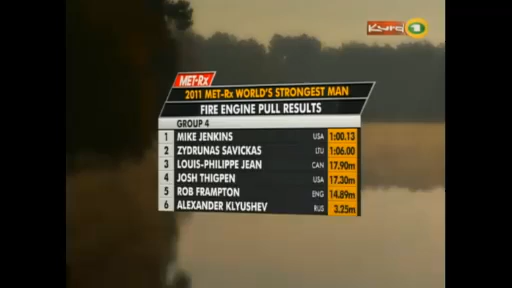 MET-Rx
2011 MET-Rx WORLD'S STRONGEST MAN
FIRE ENGINE PULL RESULTS
GROUP 4
1 MIKE JENKINS USA 1:00.13
2 ZYDRUNAS SAVICKAS LTU 1:06.00
3 LOUIS-PHILIPPE JEAN CAN 17.90m
4 JOSH THIGPEN USA 17.30m
5 ROB FRAMPTON ENG 14.89m
6 ALEXANDER KLYUSHEV RUS 3.25m